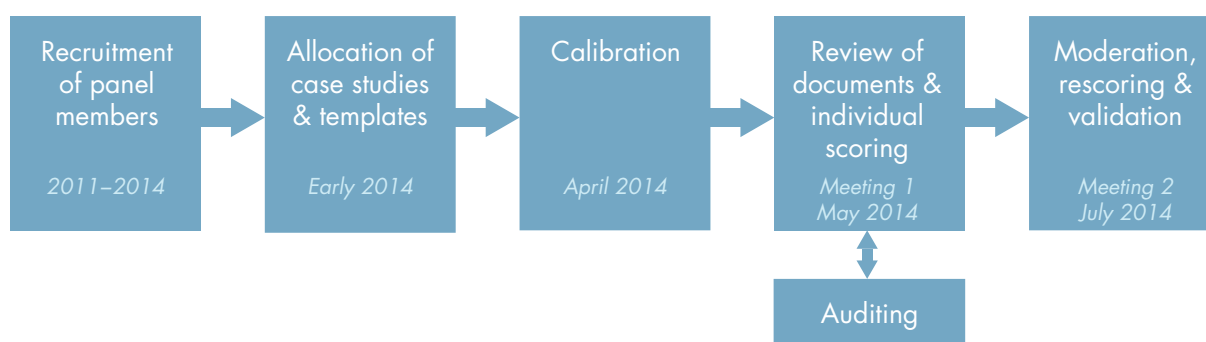 Recruitment
of panel
members
2011–2014
Allocation of
case studies
& templates
Early 2014
Calibration
April 2014
Review of
documents &
individual
scoring
Meeting 1
May 2014
Moderation,
rescoring &
validation
Meeting 2
July 2014
Auditing